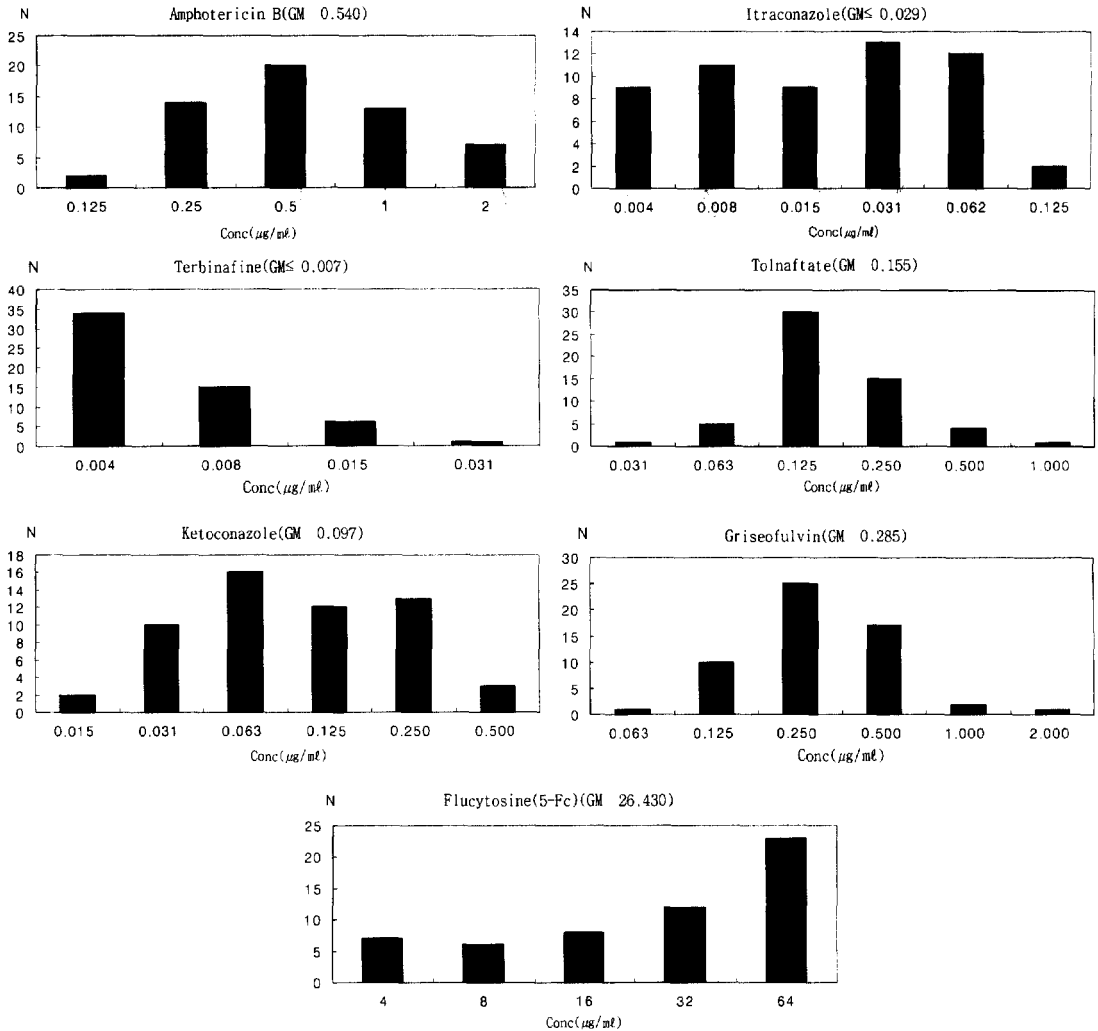 N
Amphotericin B(GM 0.540)
25
20
15
10
5
0
0.125 0.25 0.5 1 2
Conc(µg/mℓ)
N
Itraconazole(GM≤ 0.029)
14
12
10
8
6
4
2
0
0.004 0.008 0.015 0.031 0.062 0.125
Conc(µg/mℓ)
N
Terbinafine(GM≤ 0.007)
40
35
30
25
20
15
10
5
0
0.004 0.008 0.015 0.031
Conc(µg/mℓ)
N
Tolnaftate(GM 0.155)
35
30
25
20
15
10
5
0
0.031 0.063 0.125 0.250 0.500 1.000
Conc(µg/mℓ)
N
Ketoconazole(GM 0.097)
18
16
14
12
10
8
6
4
2
0
0.015 0.031 0.063 0.125 0.250 0.500
Conc(µg/mℓ)
N
Griseofulvin(GM 0.285)
30
25
20
15
10
5
0
0.063 0.125 0.250 0.500 1.000 2.000
Conc(µg/mℓ)
N
Flucytosine(5-Fc)(GM 26.430)
25
20
15
10
5
0
4 8 16 32 64
Conc(µg/mℓ)